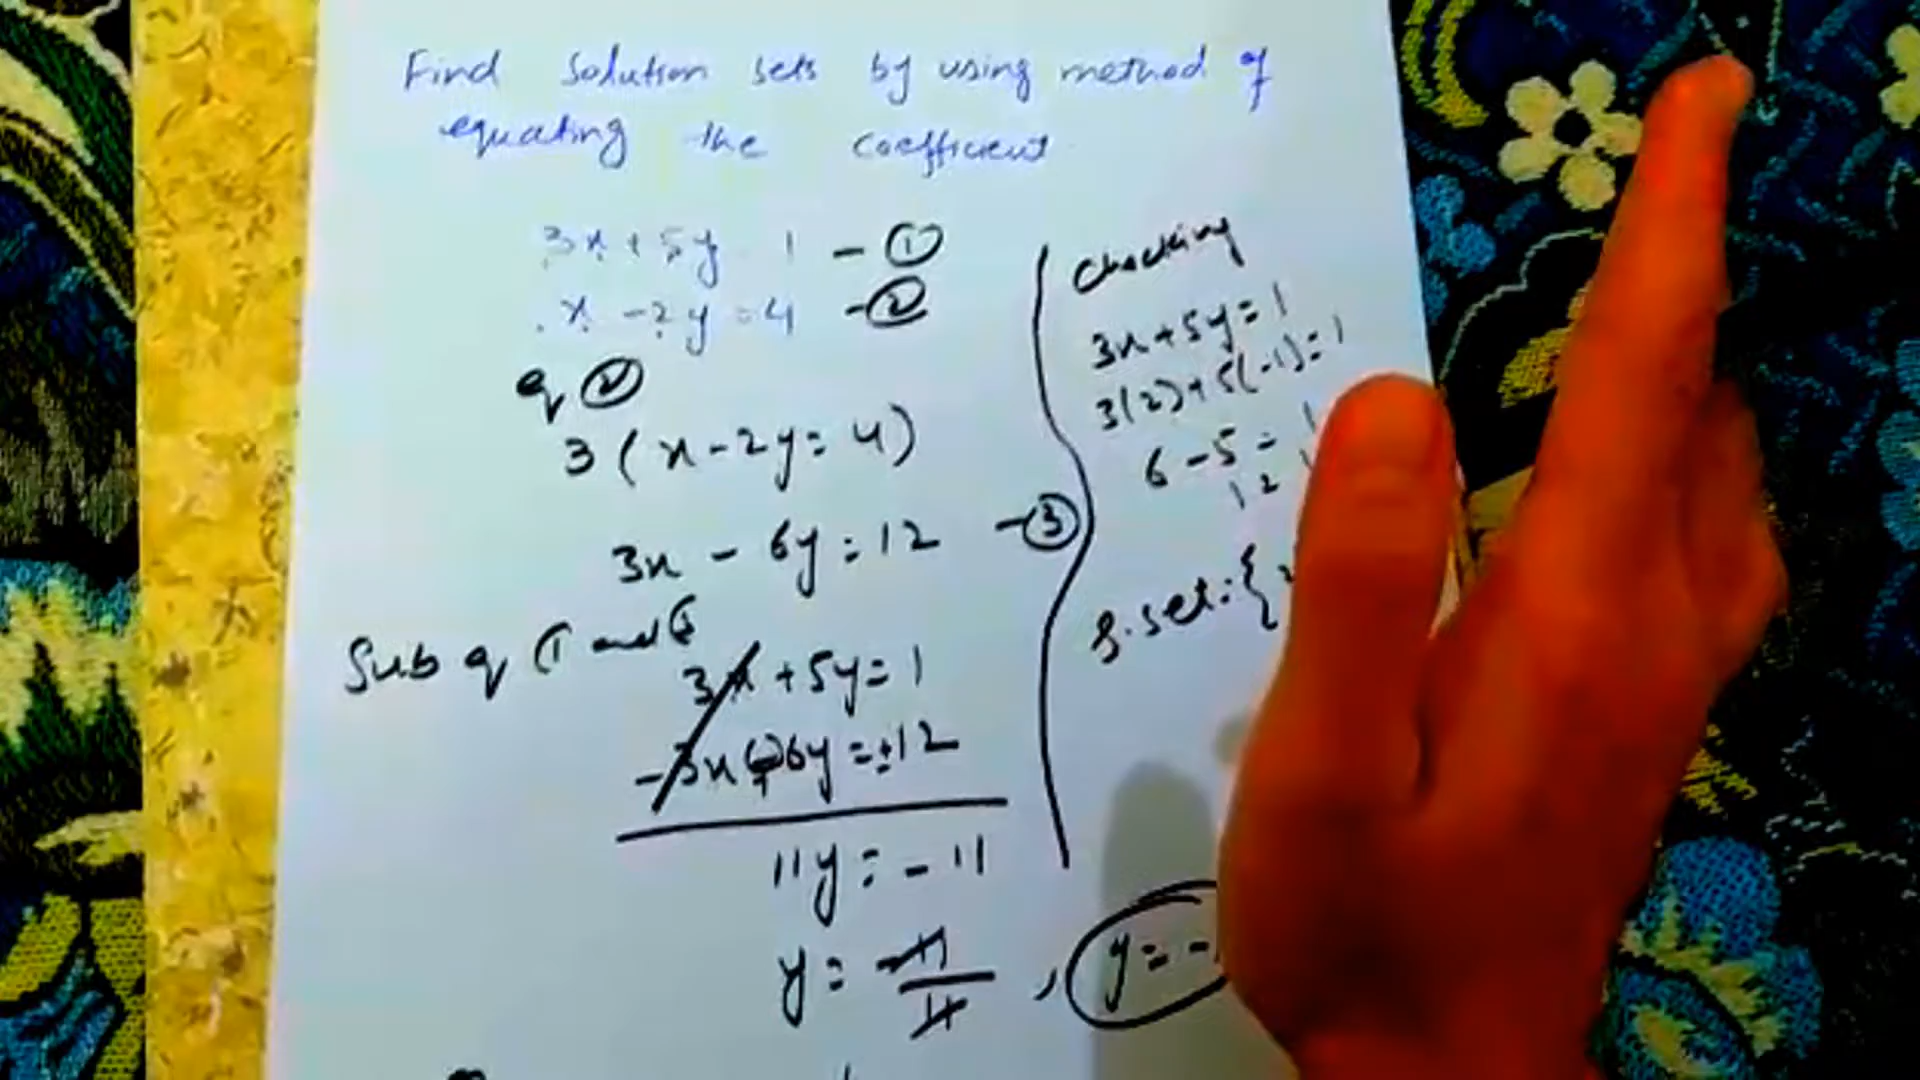 Find Solution sets by using method of
equating the coefficient
3x + 5y = 1 - ①
x - 2y = 4 - ②
eq ②
3 ( x - 2y = 4 )
3x - 6y = 12 - ③
Sub eq ① and
3x + 5y = 1
-3x 6y = ±12
11y = -11
y = -11/11 , y = -
Checking
3x + 5y = 1
3(2) + 5(-1) = 1
6 - 5 = 1
1 =
S.set = {